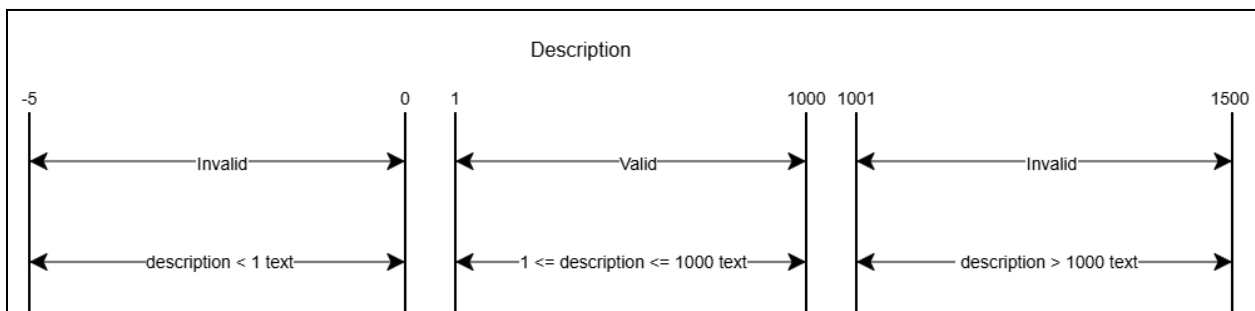 Description
-5 0 1 1000 1001 1500
Invalid Valid Invalid
description < 1 text 1 <= description <= 1000 text description > 1000 text